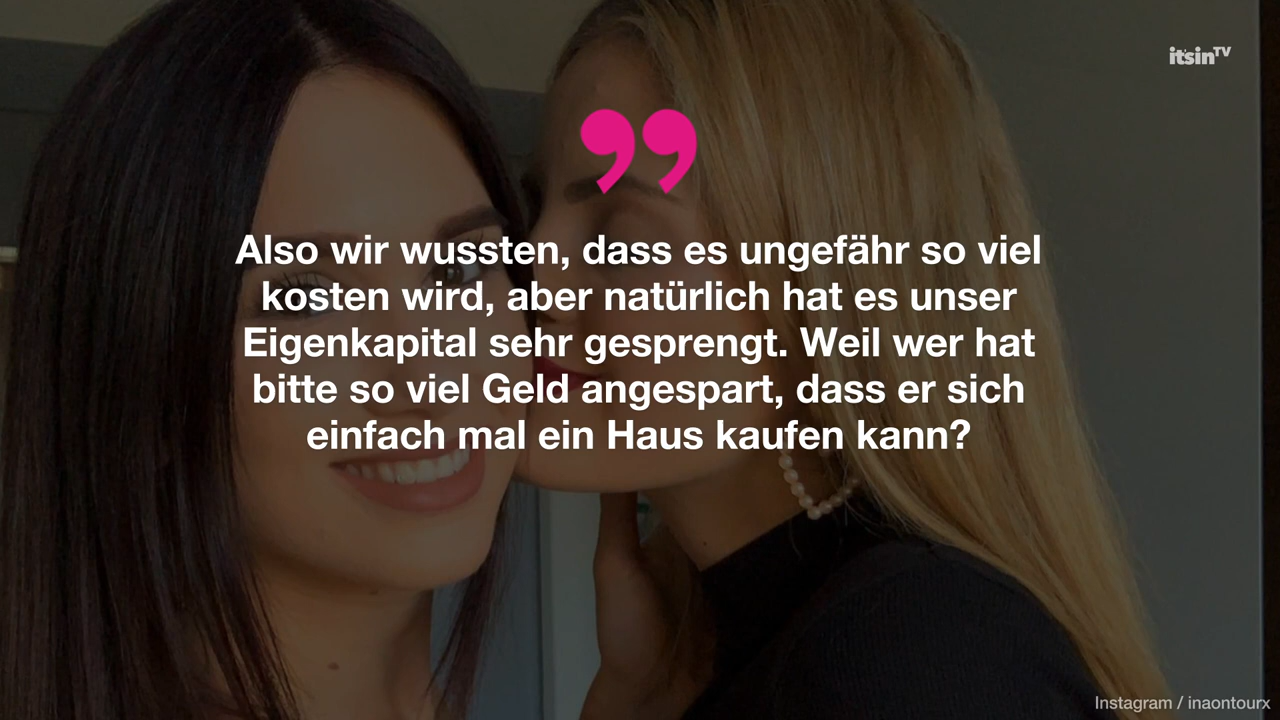 itsinTV
Also wir wussten, dass es ungefähr so viel
kosten wird, aber natürlich hat es unser
Eigenkapital sehr gesprengt. Weil wer hat
bitte so viel Geld angespart, dass er sich
einfach mal ein Haus kaufen kann?
Instagram / inaontourx